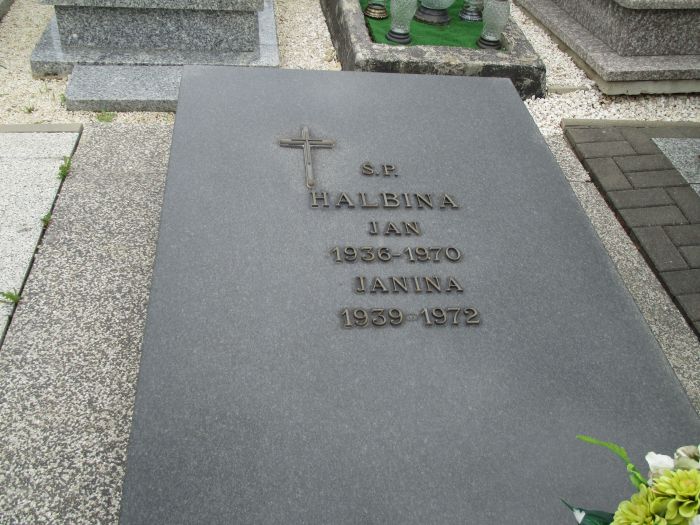 Ś.P.
HALBINA
JAN
1936-1970
JANINA
1939-1972